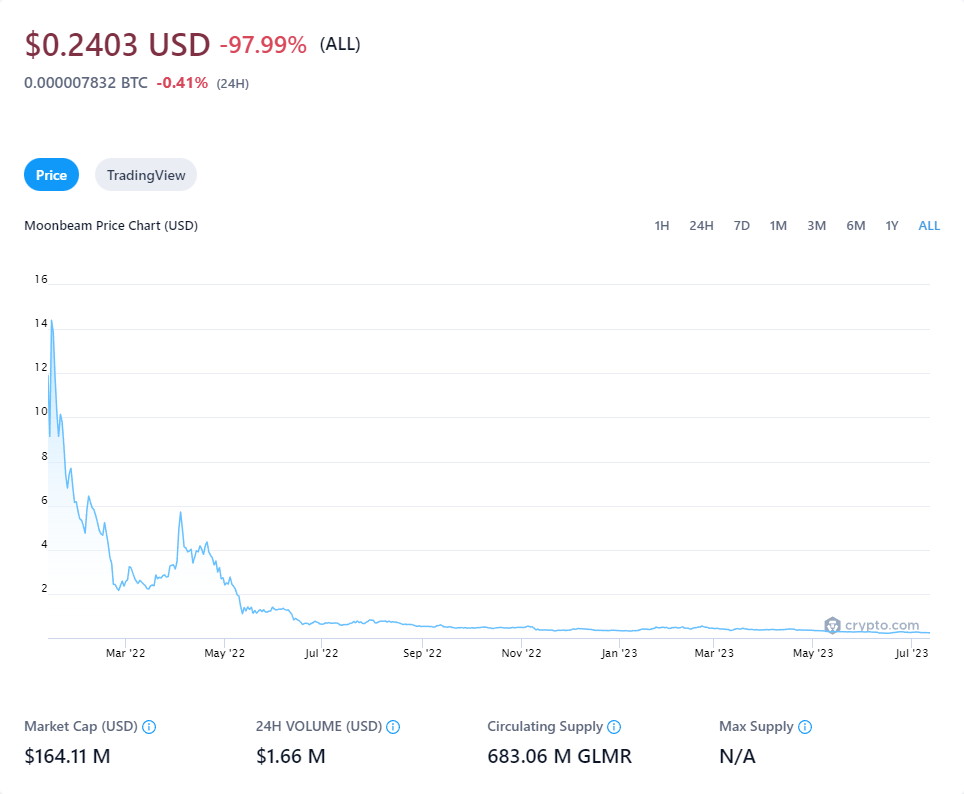 $0.2403 USD -97.99% (ALL)
0.000007832 BTC -0.41% (24H)
Price TradingView
Moonbeam Price Chart (USD) 1H 24H 7D 1M 3M 6M 1Y ALL
16
14
12
10
8
6
4
2
crypto.com
Mar '22 May '22 Jul '22 Sep '22 Nov '22 Jan '23 Mar '23 May '23 Jul '23
Market Cap (USD) 24H VOLUME (USD) Circulating Supply Max Supply
$164.11 M $1.66 M 683.06 M GLMR N/A